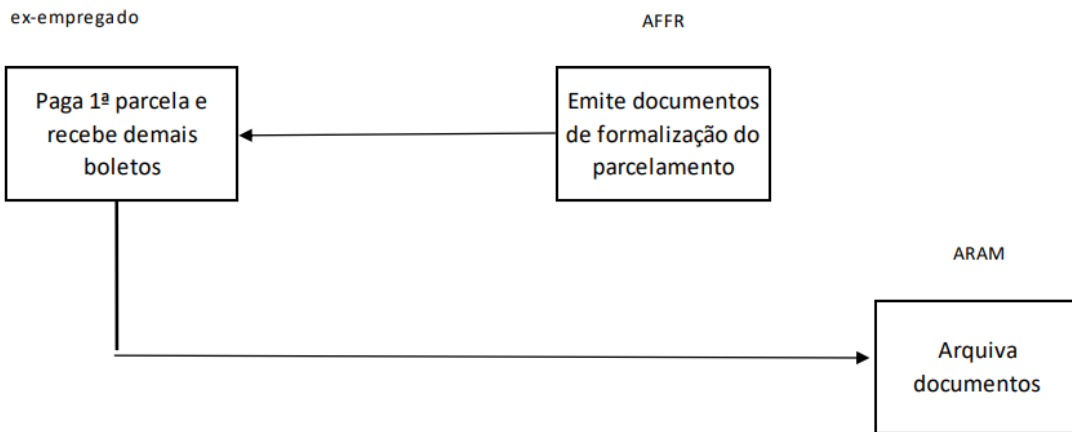 ex-empregado
AFFR
Paga 1ª parcela e
recebe demais
boletos
Emite documentos
de formalização do
parcelamento
ARAM
Arquiva
documentos